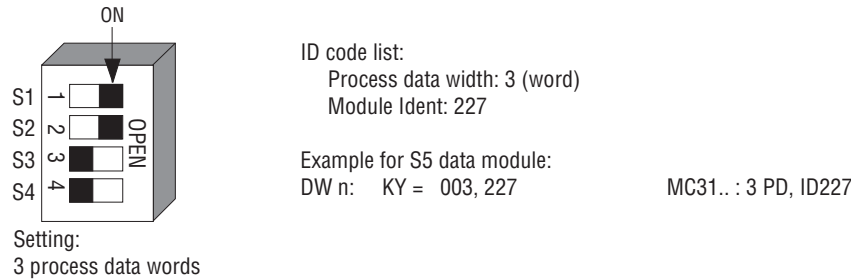 ON
S1 1
S2 2
S3 3
S4 4
OPEN
Setting:
3 process data words
ID code list:
Process data width: 3 (word)
Module Ident: 227
Example for S5 data module:
DW n: KY = 003, 227 MC31.. : 3 PD, ID227